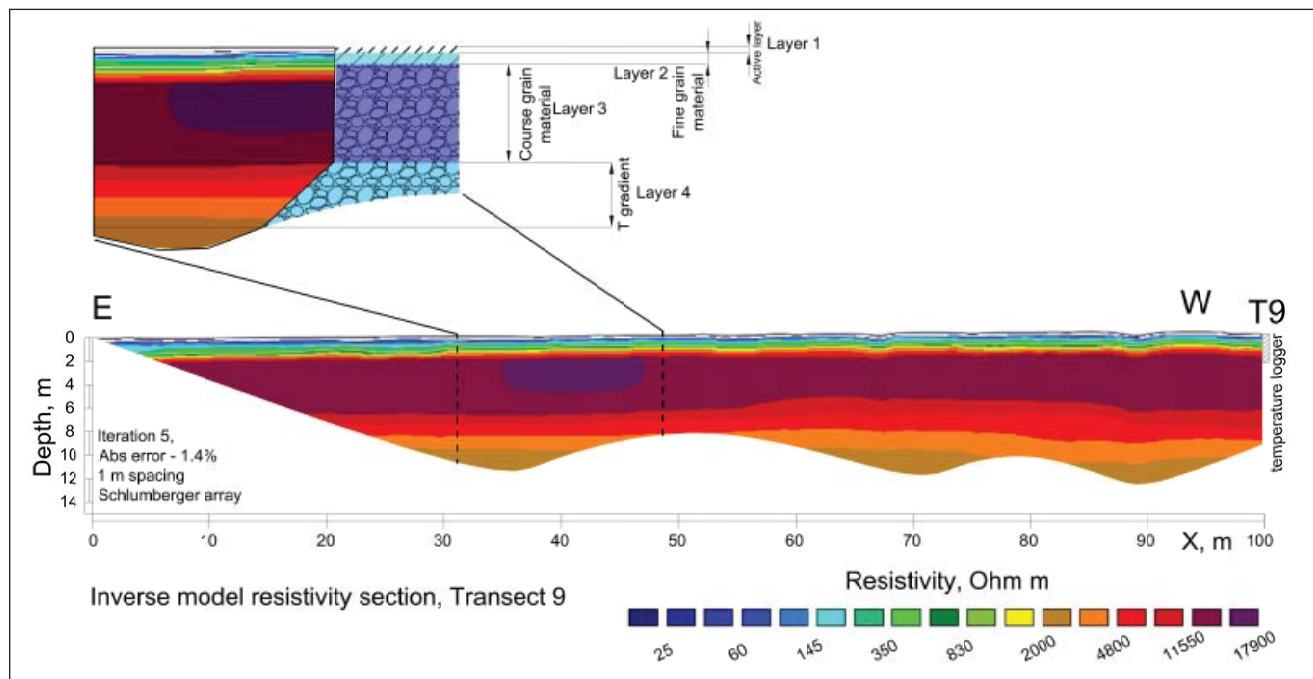 Layer 1
Active layer
Layer 2
Fine grain
material
Layer 3
Course grain
material
Layer 4
T gradient
E
W
T9
0
2
4
6
8
10
12
14
Depth, m
temperature logger
Iteration 5,
Abs error - 1.4%
1 m spacing
Schlumberger array
0 10 20 30 40 50 60 70 80 90 X, m 100
Inverse model resistivity section, Transect 9
Resistivity, Ohm m
25 60 145 350 830 2000 4800 11550 17900